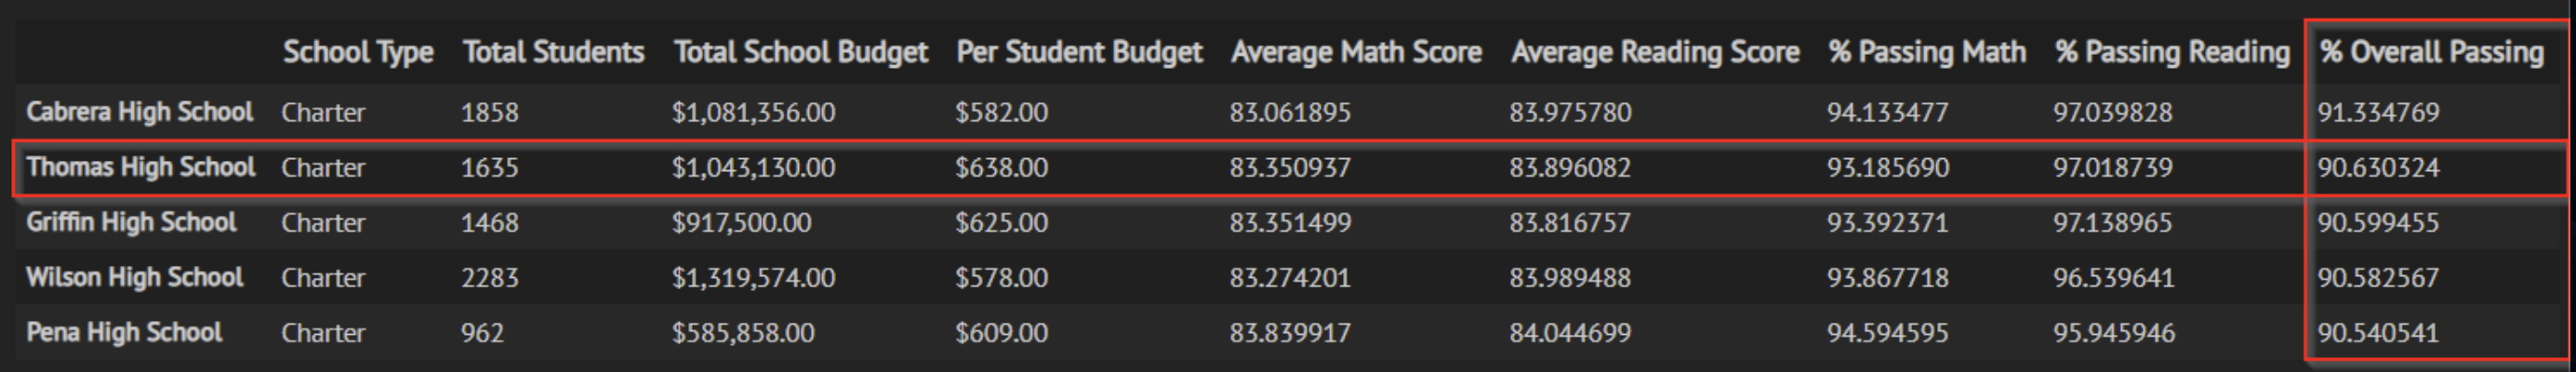 School Type Total Students Total School Budget Per Student Budget Average Math Score Average Reading Score % Passing Math % Passing Reading % Overall Passing
Cabrera High School Charter 1858 $1,081,356.00 $582.00 83.061895 83.975780 94.133477 97.039828 91.334769
Thomas High School Charter 1635 $1,043,130.00 $638.00 83.350937 83.896082 93.185690 97.018739 90.630324
Griffin High School Charter 1468 $917,500.00 $625.00 83.351499 83.816757 93.392371 97.138965 90.599455
Wilson High School Charter 2283 $1,319,574.00 $578.00 83.274201 83.989488 93.867718 96.539641 90.582567
Pena High School Charter 962 $585,858.00 $609.00 83.839917 84.044699 94.594595 95.945946 90.540541